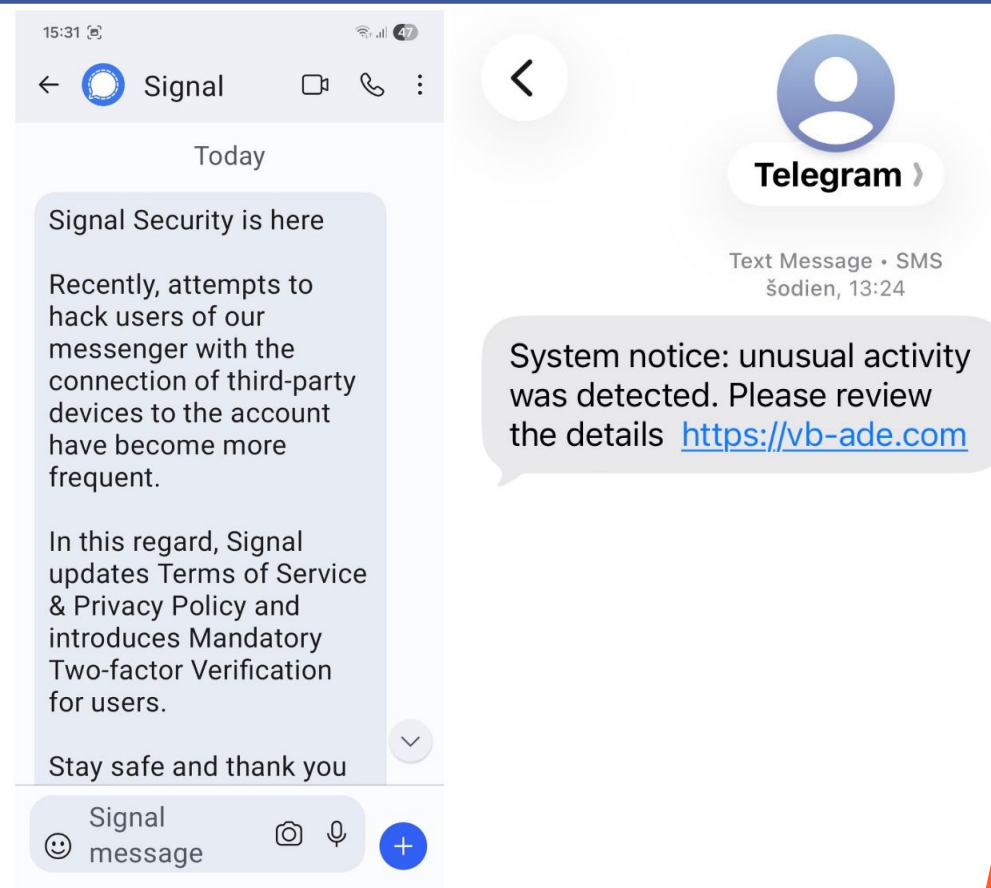 15:31
47
Signal
Today
Signal Security is here
Recently, attempts to
hack users of our
messenger with the
connection of third-party
devices to the account
have become more
frequent.
In this regard, Signal
updates Terms of Service
& Privacy Policy and
introduces Mandatory
Two-factor Verification
for users.
Stay safe and thank you
Signal
message
Telegram
Text Message • SMS
šodien, 13:24
System notice: unusual activity
was detected. Please review
the details https://vb-ade.com